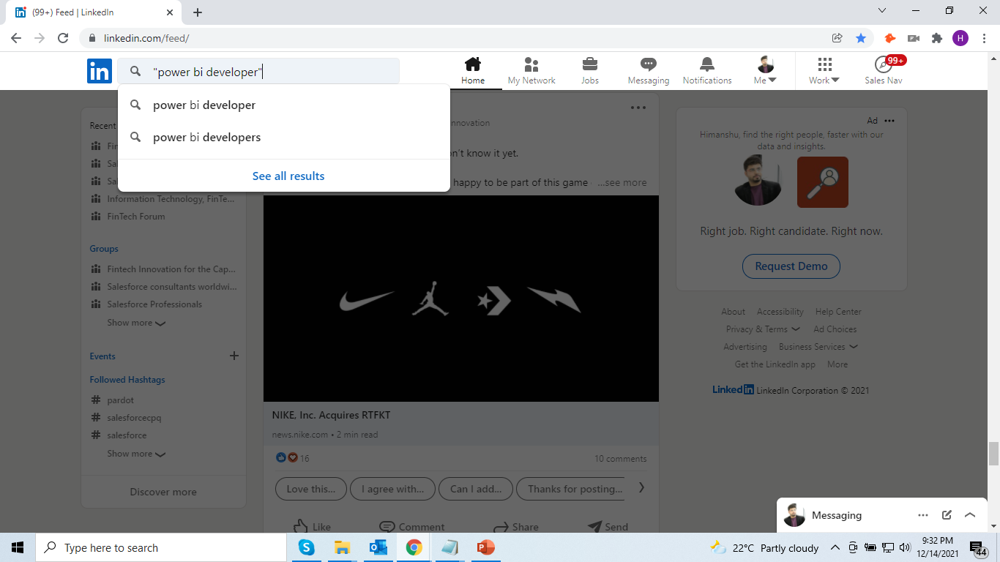 (99+) Feed | LinkedIn
linkedin.com/feed/
H
in
"power bi developer"
Home
My Network
Jobs
Messaging
Notifications
Me
Work
99+
Sales Nav
power bi developer
power bi developers
See all results
Recent
Information Technology, FinTe...
FinTech Forum
Groups
Fintech Innovation for the Cap...
Salesforce consultants worldwi...
Salesforce Professionals
Show more
Events
Followed Hashtags
# pardot
# salesforcecpq
# salesforce
Show more
Discover more
nnovation
n't know it yet.
happy to be part of this game
...see more
NIKE, Inc. Acquires RTFKT
news.nike.com • 2 min read
16
10 comments
Love this...
I agree with...
Can I add...
Thanks for posting...
Like
Comment
Share
Send
Ad
Himanshu, find the right people, faster with our
data and insights.
Right job. Right candidate. Right now.
Request Demo
About Accessibility Help Center
Privacy & Terms Ad Choices
Advertising Business Services
Get the LinkedIn app More
LinkedIn LinkedIn Corporation © 2021
Messaging
Type here to search
22°C Partly cloudy
9:32 PM
12/14/2021
44